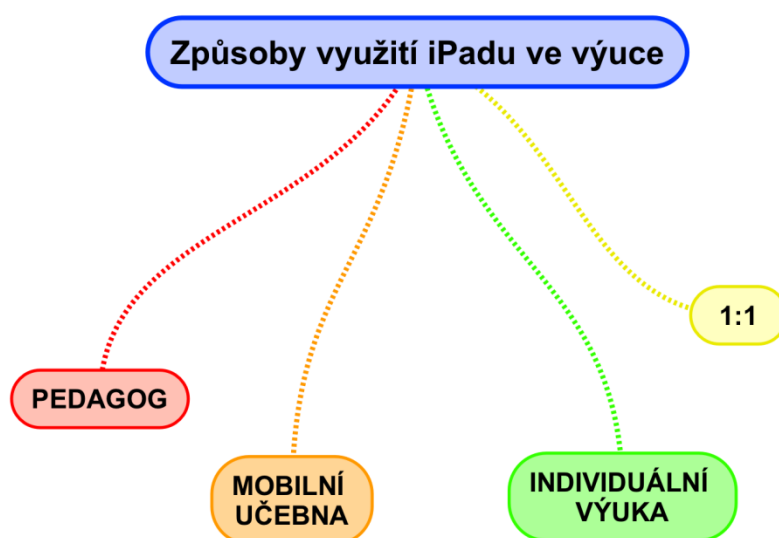 Způsoby využití iPadu ve výuce
1:1
PEDAGOG
MOBILNÍ
UČEBNA
INDIVIDUÁLNÍ
VÝUKA